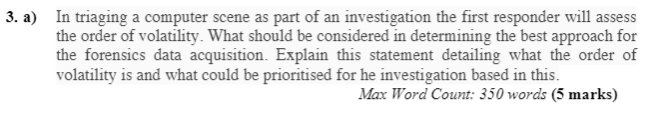 3. a) In triaging a computer scene as part of an investigation the first responder will assess
the order of volatility. What should be considered in determining the best approach for
the forensics data acquisition. Explain this statement detailing what the order of
volatility is and what could be prioritised for he investigation based in this.
Max Word Count: 350 words (5 marks)